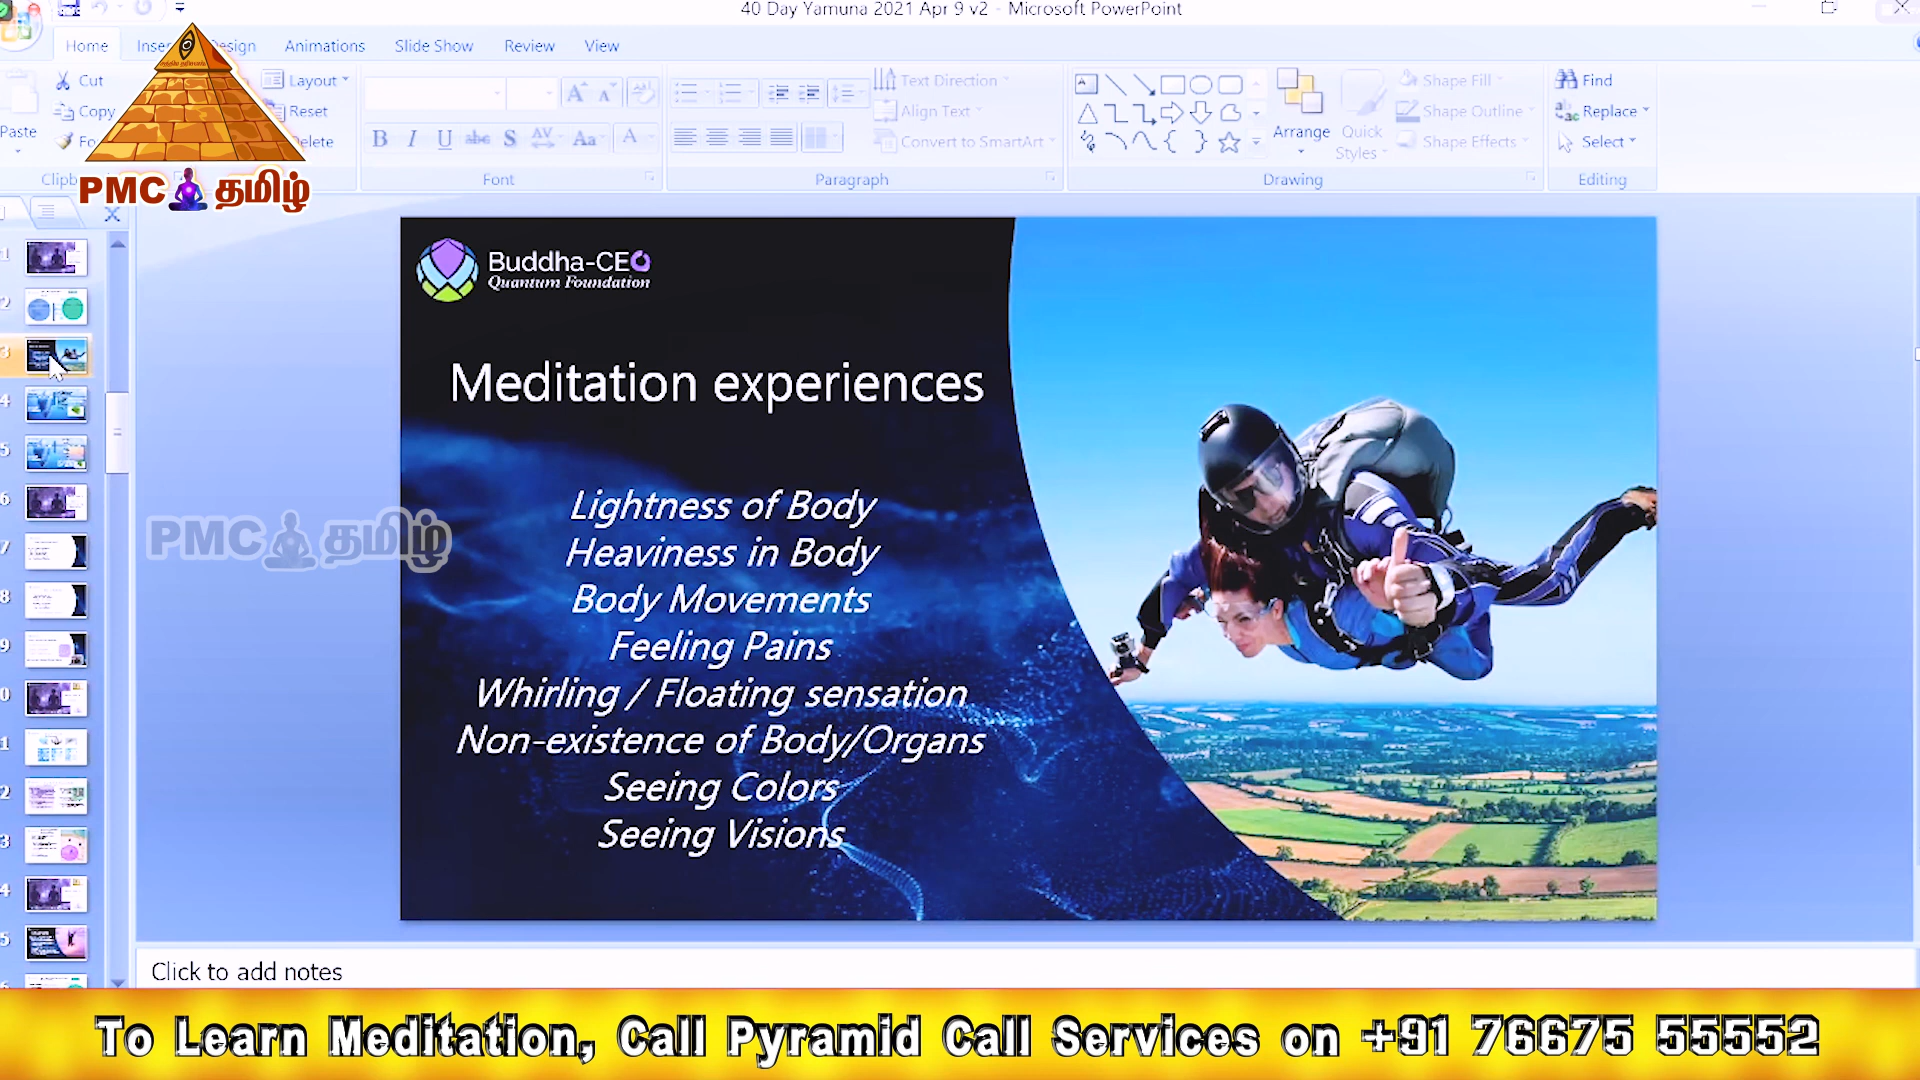 40 Day Yamuna 2021 Apr 9 v2 - Microsoft PowerPoint
Home
Design
Animations
Slide Show
Review
View
Cut
Copy
Paste
Layout
Reset
Font
Text Direction
Align Text
Convert to SmartArt
Paragraph
Arrange
Quick Styles
Shape Fill
Shape Outline
Shape Effects
Drawing
Find
Replace
Select
Editing
PMC தமிழ்
Buddha-CEO
Quantum Foundation
Meditation experiences
Lightness of Body
Heaviness in Body
Body Movements
Feeling Pains
Whirling / Floating sensation
Non-existence of Body/Organs
Seeing Colors
Seeing Visions
PMC தமிழ்
Click to add notes
To Learn Meditation, Call Pyramid Call Services on +91 76675 55552